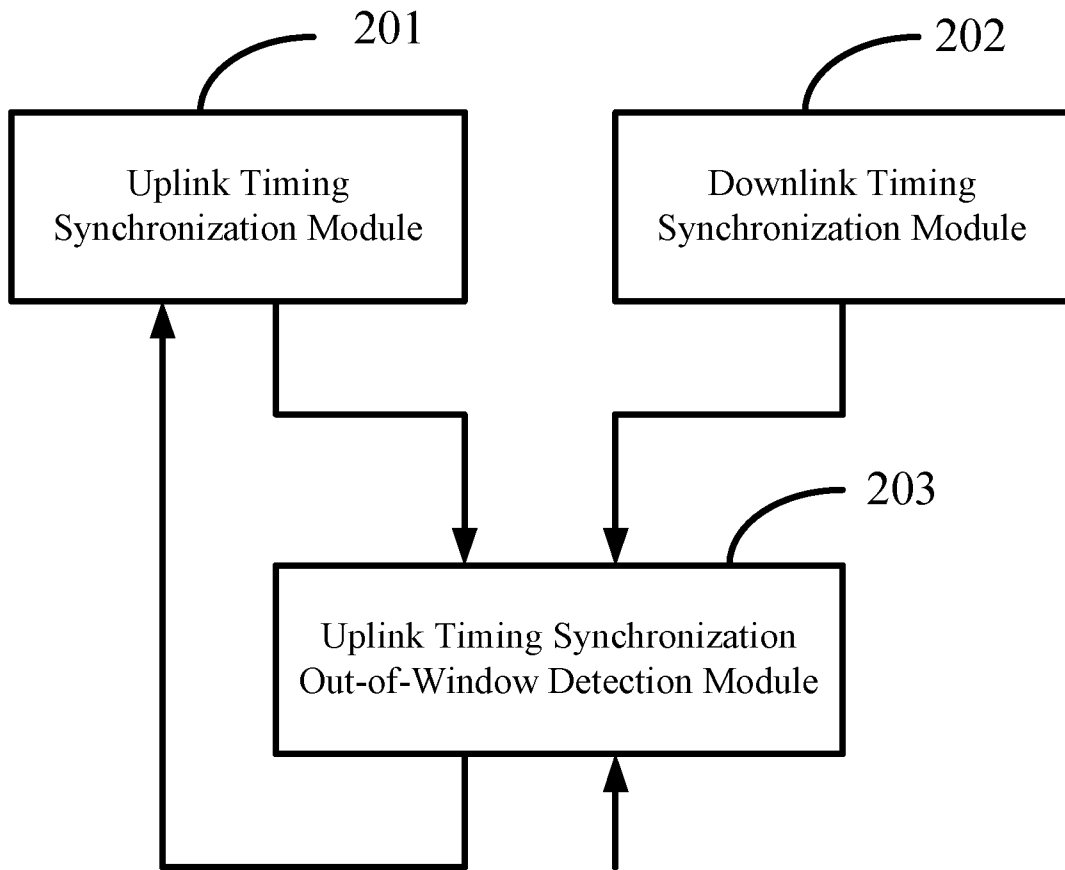 201
202
Uplink Timing
Synchronization Module
Downlink Timing
Synchronization Module
203
Uplink Timing Synchronization
Out-of-Window Detection Module